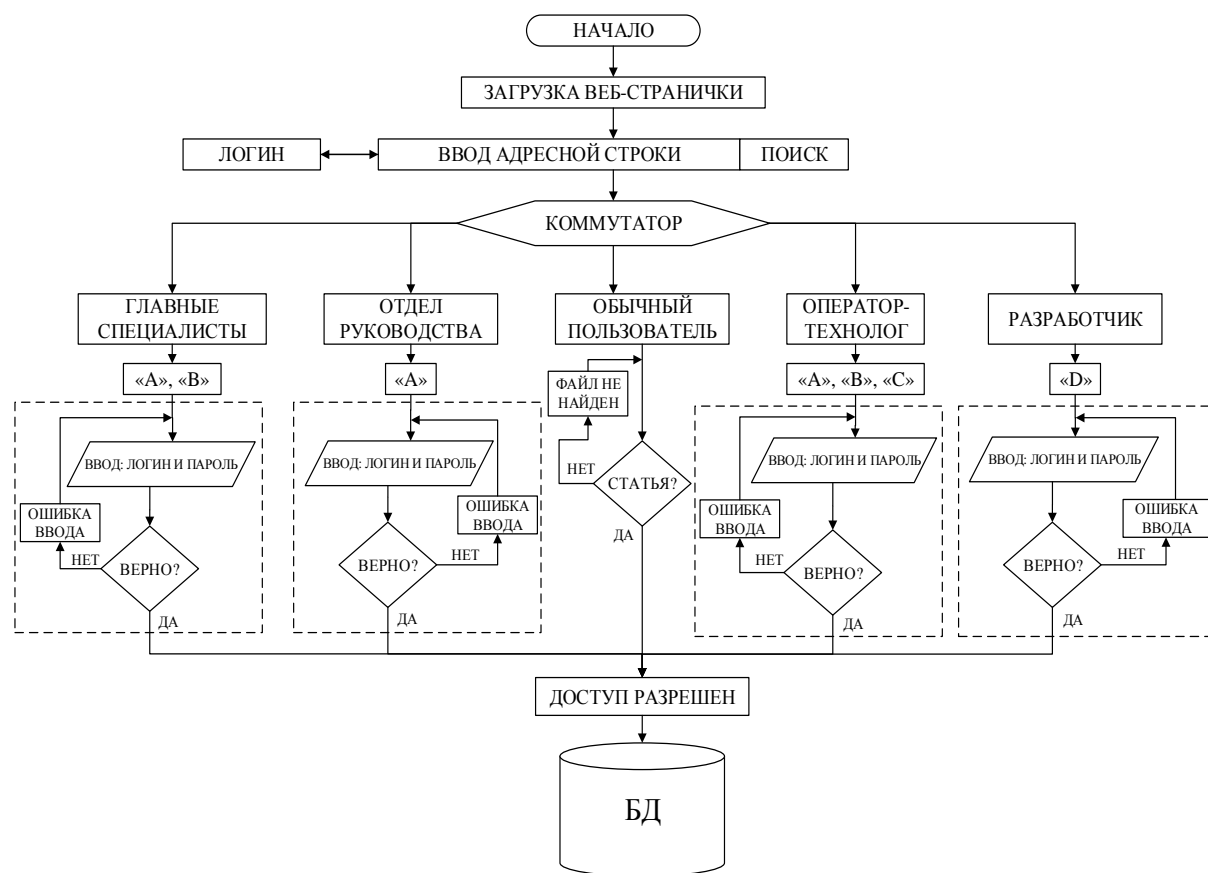 НАЧАЛО
ЗАГРУЗКА ВЕБ-СТРАНИЧКИ
ЛОГИН
ВВОД АДРЕСНОЙ СТРОКИ
ПОИСК
КОММУТАТОР
ГЛАВНЫЕ
СПЕЦИАЛИСТЫ
ОТДЕЛ
РУКОВОДСТВА
ОБЫЧНЫЙ
ПОЛЬЗОВАТЕЛЬ
ОПЕРАТОР-
ТЕХНОЛОГ
РАЗРАБОТЧИК
«А», «В»
«А»
ФАЙЛ НЕ
НАЙДЕН
«А», «В», «С»
«D»
ВВОД: ЛОГИН И ПАРОЛЬ
ВВОД: ЛОГИН И ПАРОЛЬ
НЕТ
СТАТЬЯ?
ДА
ВВОД: ЛОГИН И ПАРОЛЬ
ВВОД: ЛОГИН И ПАРОЛЬ
ОШИБКА
ВВОДА
НЕТ
ВЕРНО?
ДА
ОШИБКА
ВВОДА
ВЕРНО?
НЕТ
ДА
ОШИБКА
ВВОДА
НЕТ
ВЕРНО?
ДА
ОШИБКА
ВВОДА
ВЕРНО?
НЕТ
ДА
ДОСТУП РАЗРЕШЕН
БД